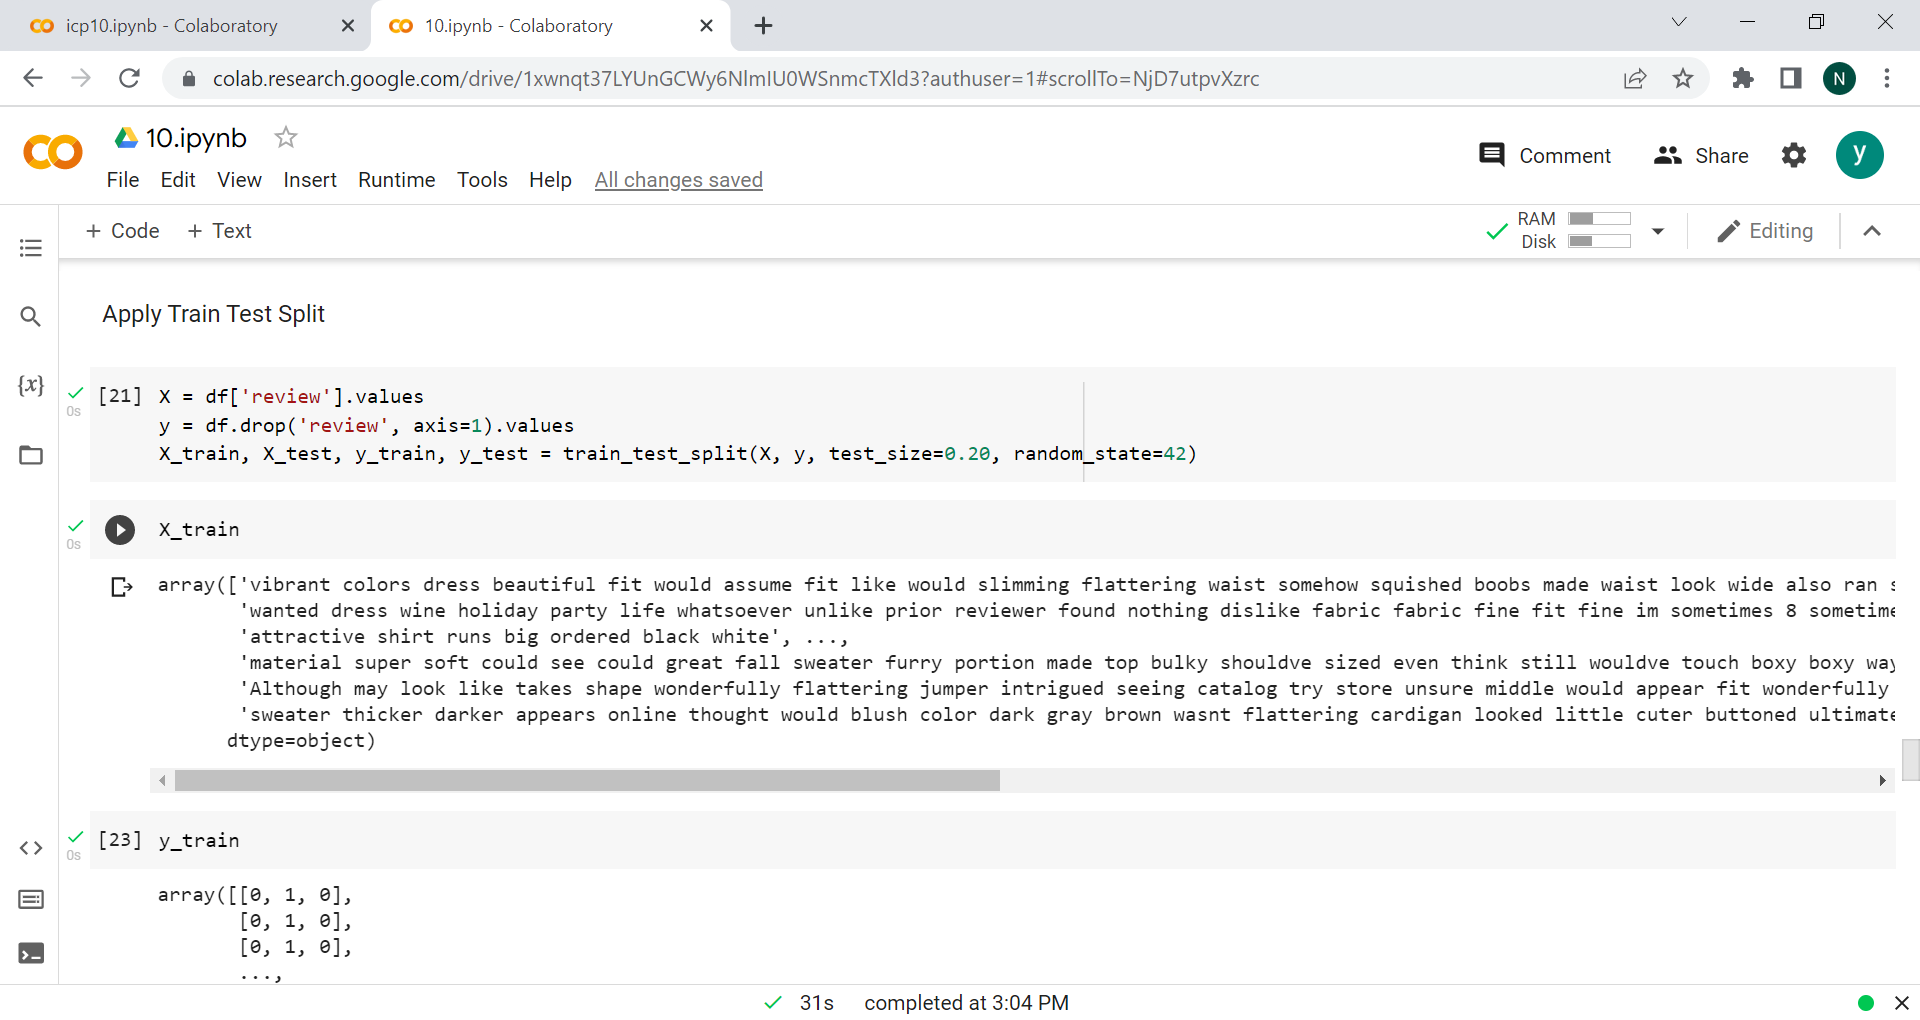 icp10.ipynb - Colaboratory
10.ipynb - Colaboratory
colab.research.google.com/drive/1xwnqt37LYUnGCWy6NlmIU0WSnmcTXld3?authuser=1#scrollTo=NjD7utpvXzrc
N
10.ipynb
Comment
Share
y
File Edit View Insert Runtime Tools Help All changes saved
+ Code + Text
RAM
Disk
Editing
Apply Train Test Split
{x}
0s
[21] X = df['review'].values
y = df.drop('review', axis=1).values
X_train, X_test, y_train, y_test = train_test_split(X, y, test_size=0.20, random_state=42)
0s
X_train
array(['vibrant colors dress beautiful fit would assume fit like would slimming flattering waist somehow squished boobs made waist look wide also ran
'wanted dress wine holiday party life whatsoever unlike prior reviewer found nothing dislike fabric fabric fine fit fine im sometimes 8 sometime
'attractive shirt runs big ordered black white', ...,
'material super soft could see could great fall sweater furry portion made top bulky shouldve sized even think still wouldve touch boxy boxy way
'Although may look like takes shape wonderfully flattering jumper intrigued seeing catalog try store unsure middle would appear fit wonderfully
'sweater thicker darker appears online thought would blush color dark gray brown wasnt flattering cardigan looked little cuter buttoned ultimate
dtype=object)
0s
[23] y_train
array([[0, 1, 0],
[0, 1, 0],
[0, 1, 0],
...,
31s completed at 3:04 PM